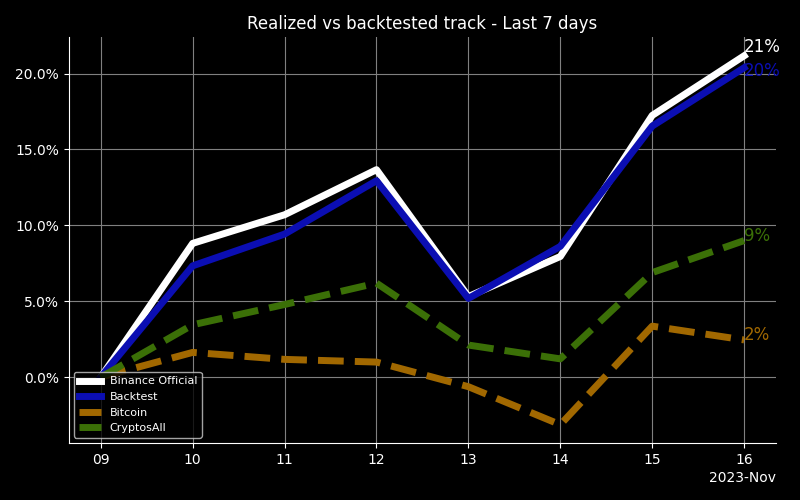 Realized vs backtested track - Last 7 days
21%
20%
20.0%
15.0%
10.0%
9%
5.0%
2%
0.0%
Binance Official
Backtest
Bitcoin
CryptosAll
09 10 11 12 13 14 15 16
2023-Nov